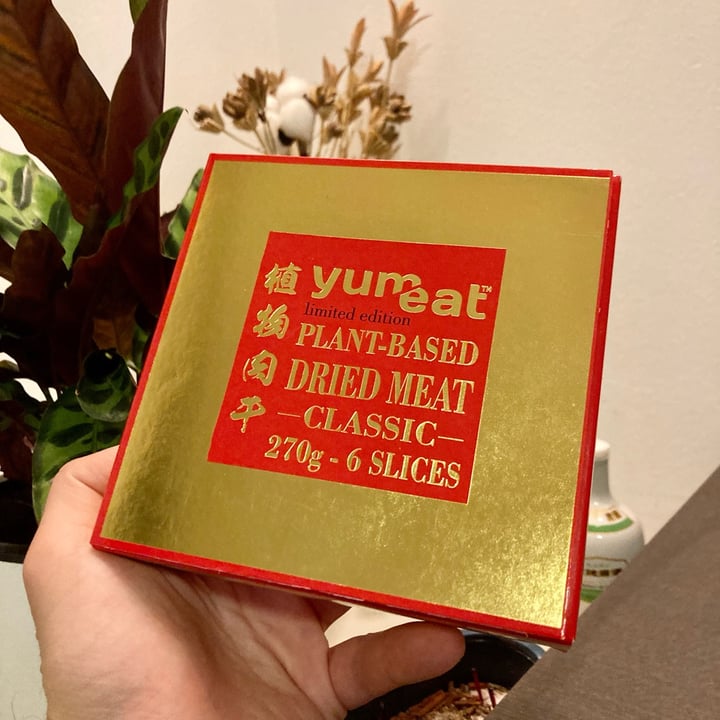 植物肉干
yumeat™
limited edition
PLANT-BASED
DRIED MEAT
—CLASSIC—
270g - 6 SLICES